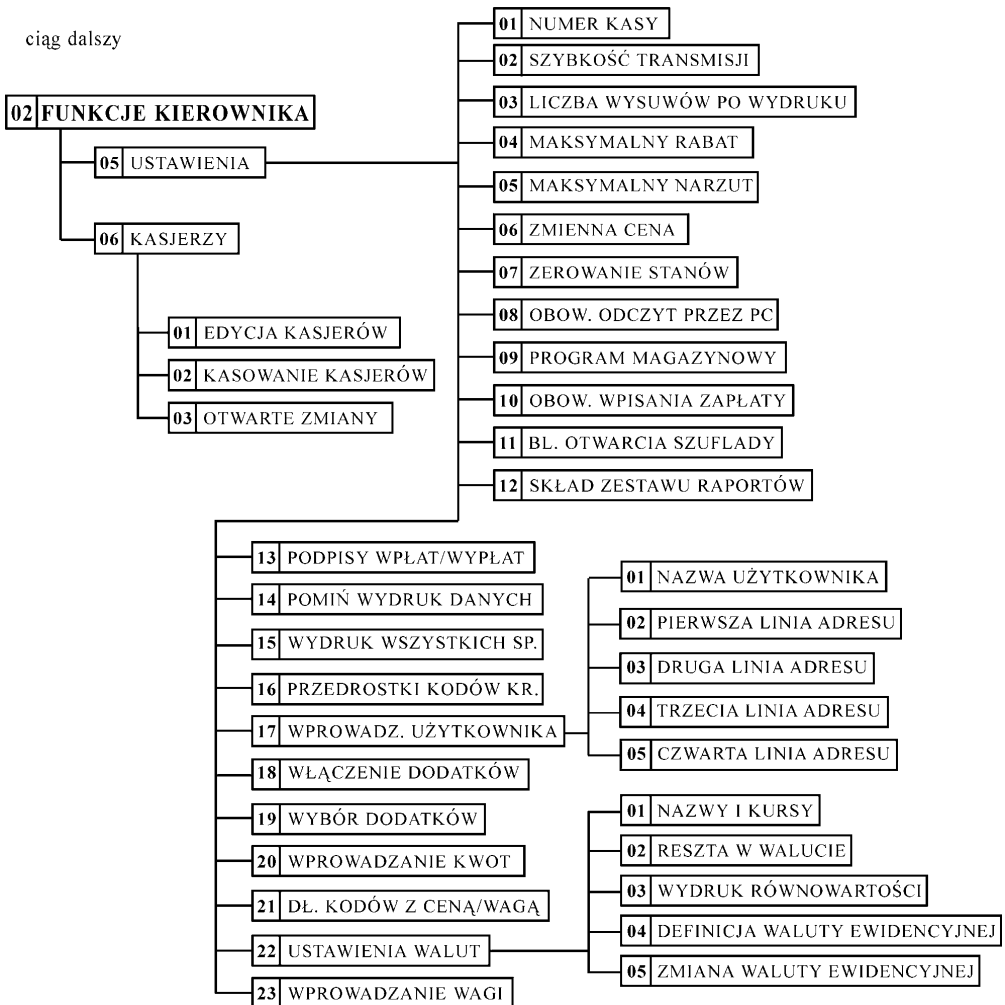 ciąg dalszy
02 FUNKCJE KIEROWNIKA
05 USTAWIENIA
01 NUMER KASY
02 SZYBKOŚĆ TRANSMISJI
03 LICZBA WYSUWÓW PO WYDRUKU
04 MAKSYMALNY RABAT
05 MAKSYMALNY NARZUT
06 ZMIENNA CENA
07 ZEROWANIE STANÓW
08 OBOW. ODCZYT PRZEZ PC
09 PROGRAM MAGAZYNOWY
10 OBOW. WPISANIA ZAPŁATY
11 BL. OTWARCIA SZUFLADY
12 SKŁAD ZESTAWU RAPORTÓW
13 PODPISY WPŁAT/WYPŁAT
14 POMIŃ WYDRUK DANYCH
15 WYDRUK WSZYSTKICH SP.
16 PRZEDROSTKI KODÓW KR.
17 WPROWADZ. UŻYTKOWNIKA
01 NAZWA UŻYTKOWNIKA
02 PIERWSZA LINIA ADRESU
03 DRUGA LINIA ADRESU
04 TRZECIA LINIA ADRESU
05 CZWARTA LINIA ADRESU
18 WŁĄCZENIE DODATKÓW
19 WYBÓR DODATKÓW
20 WPROWADZANIE KWOT
21 DŁ. KODÓW Z CENĄ/WAGĄ
22 USTAWIENIA WALUT
01 NAZWY I KURSY
02 RESZTA W WALUCIE
03 WYDRUK RÓWNOWARTOŚCI
04 DEFINICJA WALUTY EWIDENCYJNEJ
05 ZMIANA WALUTY EWIDENCYJNEJ
23 WPROWADZANIE WAGI
06 KASJERZY
01 EDYCJA KASJERÓW
02 KASOWANIE KASJERÓW
03 OTWARTE ZMIANY